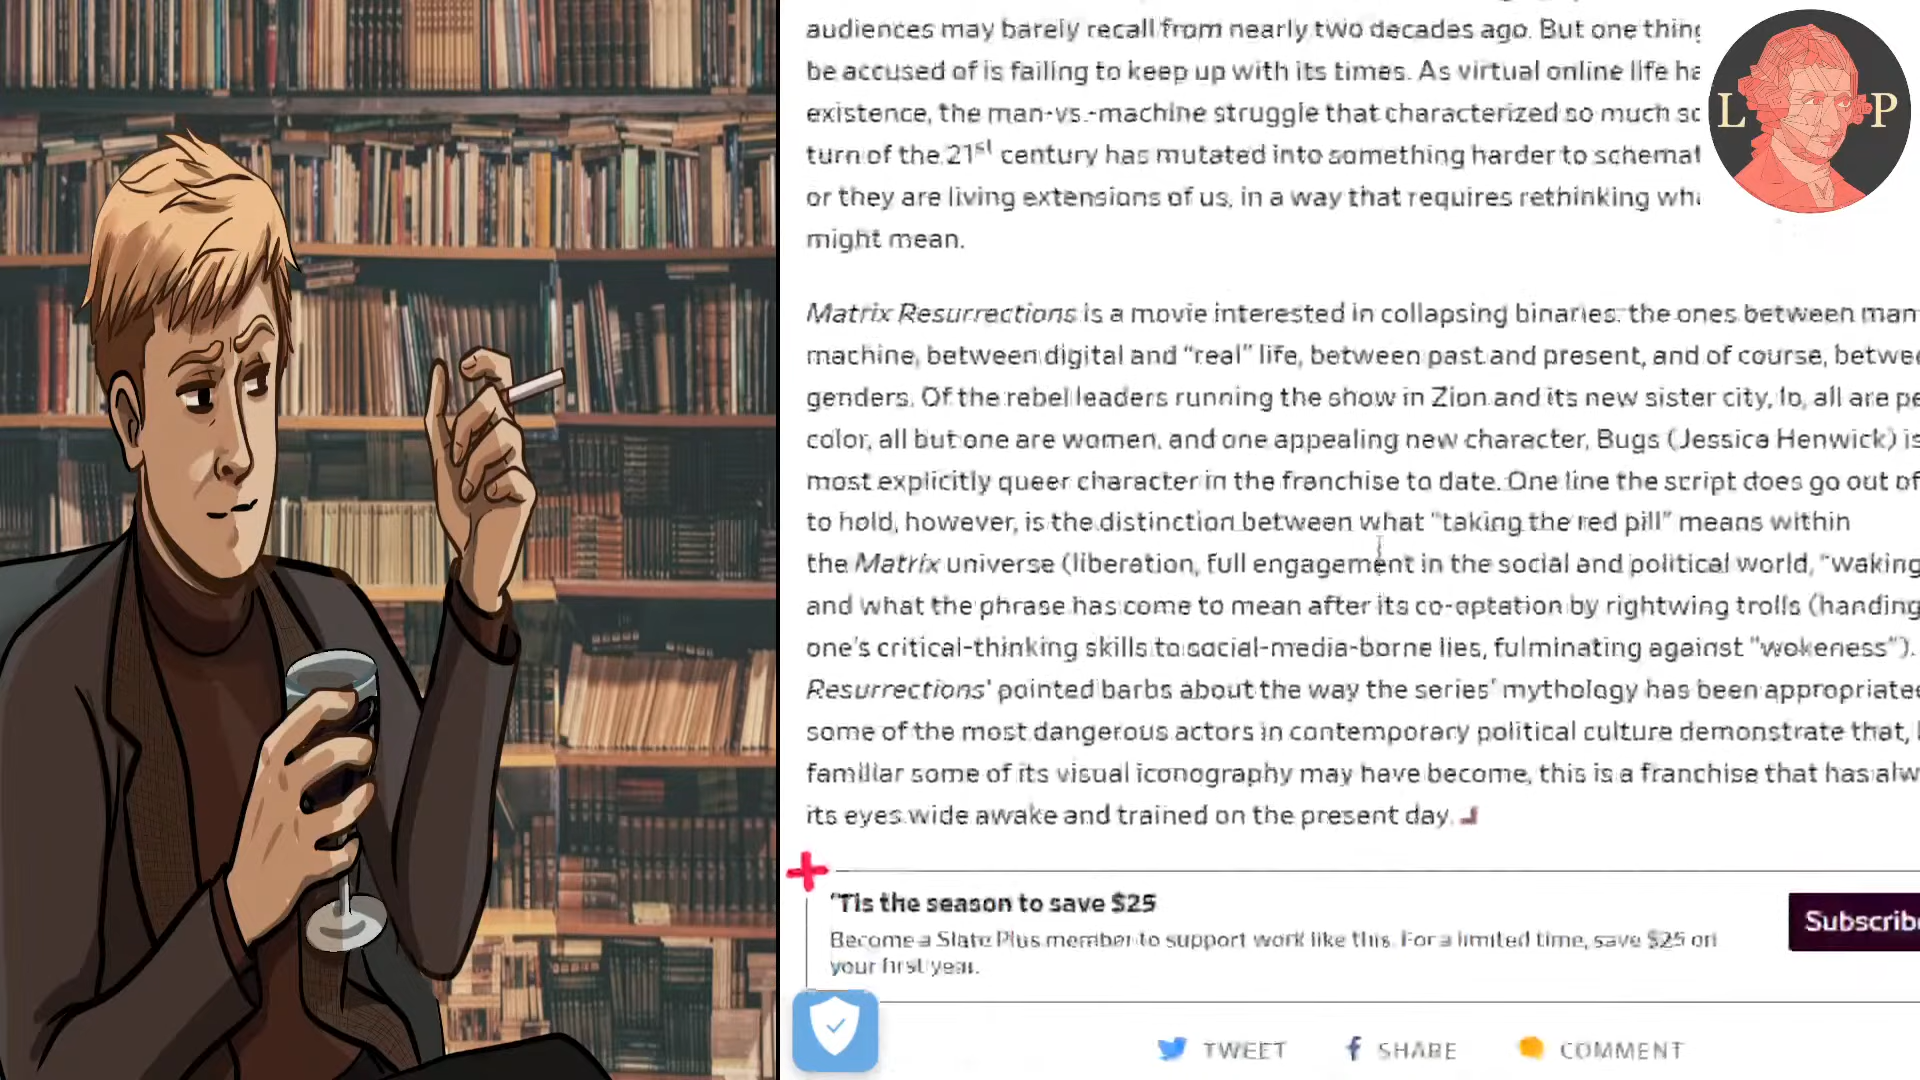 audiences may barely recall from nearly two decades ago. But one thing
be accused of is failing to keep up with its times. As virtual online life ha
existence, the man-vs.-machine struggle that characterized so much sc
turn of the 21st century has mutated into something harder to schemat
or they are living extensions of us, in a way that requires rethinking wha
might mean.
Matrix Resurrections is a movie interested in collapsing binaries: the ones between man
machine, between digital and “real” life, between past and present, and of course, betwee
genders. Of the rebel leaders running the show in Zion and its new sister city, Io, all are pe
color, all but one are women, and one appealing new character, Bugs (Jessica Henwick) is
most explicitly queer character in the franchise to date. One line the script does go out of
to hold, however, is the distinction between what “taking the red pill” means within
the Matrix universe (liberation, full engagement in the social and political world, “waking
and what the phrase has come to mean after its co-optation by rightwing trolls (handing
one’s critical-thinking skills to social-media-borne lies, fulminating against “wokeness”).
Resurrections’ pointed barbs about the way the series’ mythology has been appropriate
some of the most dangerous actors in contemporary political culture demonstrate that,
familiar some of its visual iconography may have become, this is a franchise that has alw
its eyes wide awake and trained on the present day.
L P
’Tis the season to save $25
Become a Slate Plus member to support work like this. For a limited time, save $25 on
your first year.
Subscribe
TWEET SHARE COMMENT